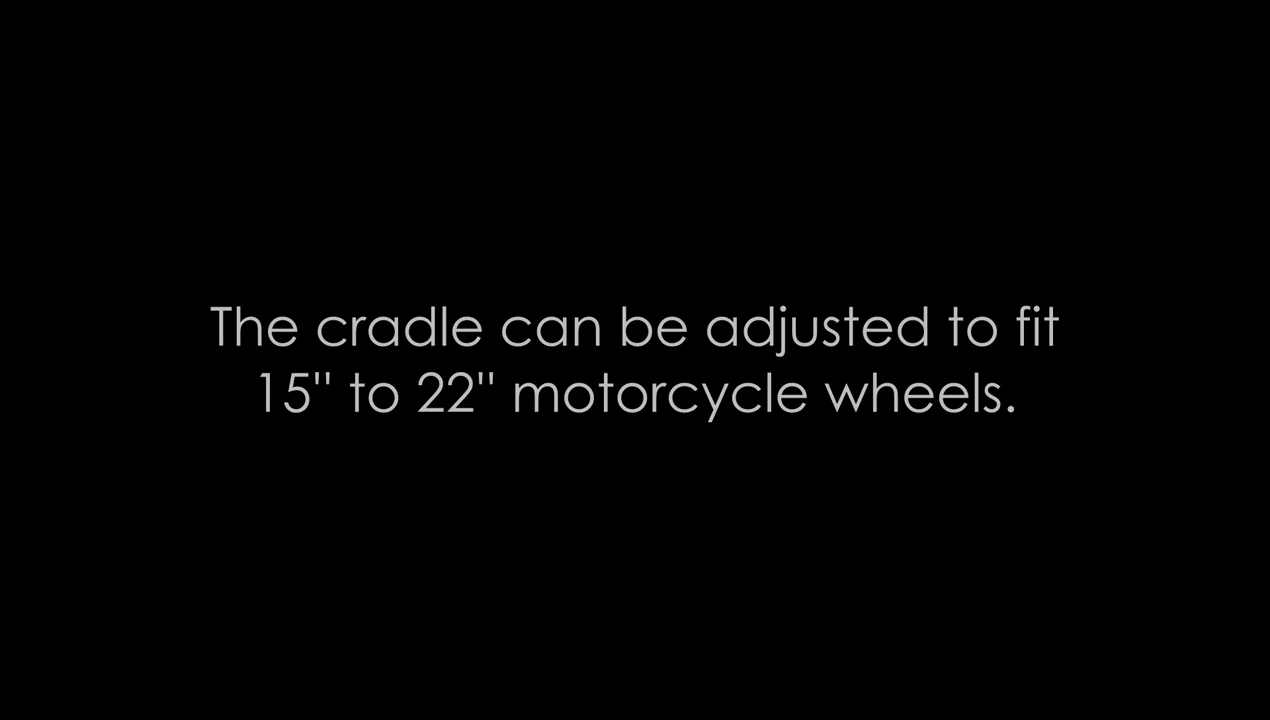 The cradle can be adjusted to fit
15" to 22" motorcycle wheels.